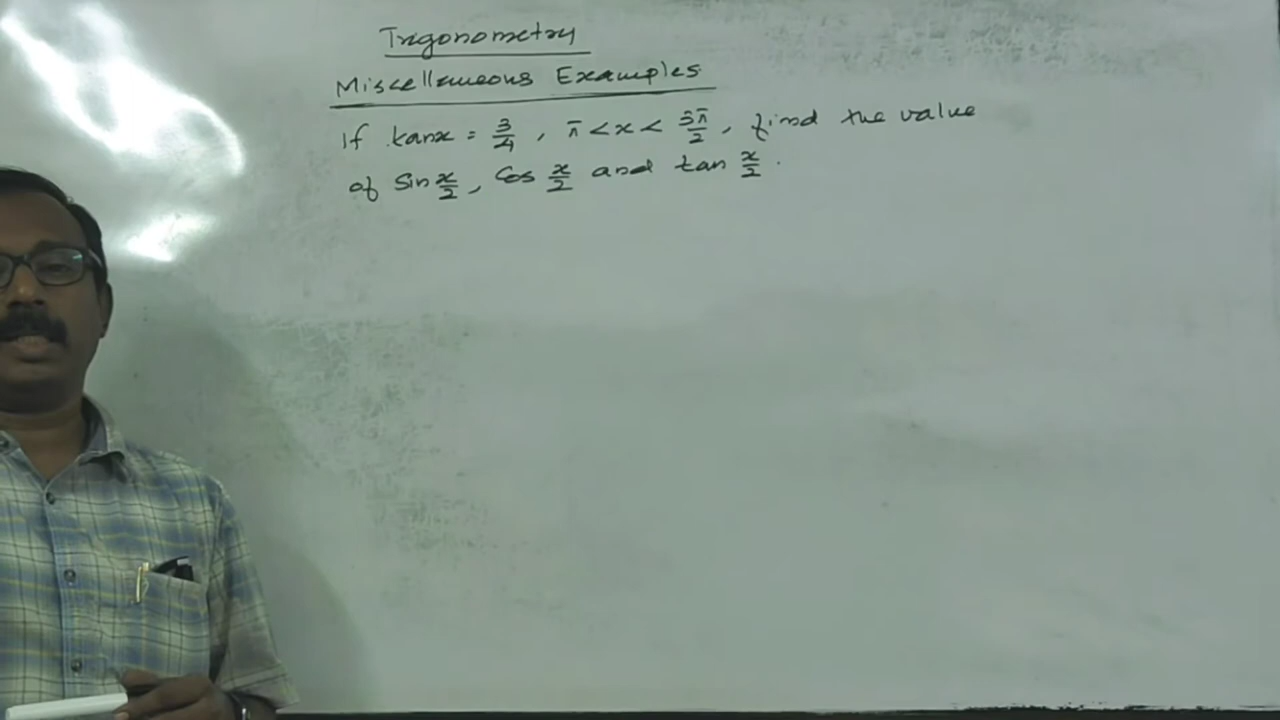 Trigonometry
Miscellaneous Examples
If tanx = 3/4, π < x < 3π/2, find the value
of sin x/2, cos x/2 and tan x/2.